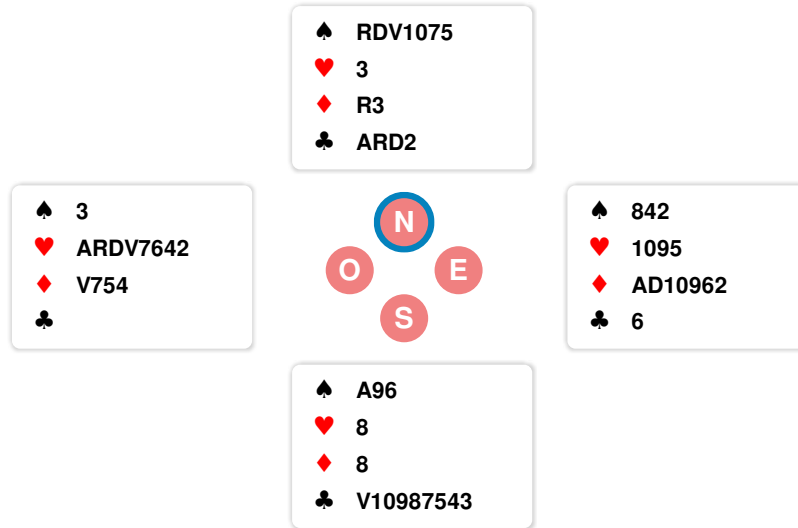 ♠ RDV1075
♥ 3
♦ R3
♣ ARD2
♠ 3
♥ ARDV7642
♦ V754
♣
N
O E
S
♠ 842
♥ 1095
♦ AD10962
♣ 6
♠ A96
♥ 8
♦ 8
♣ V10987543